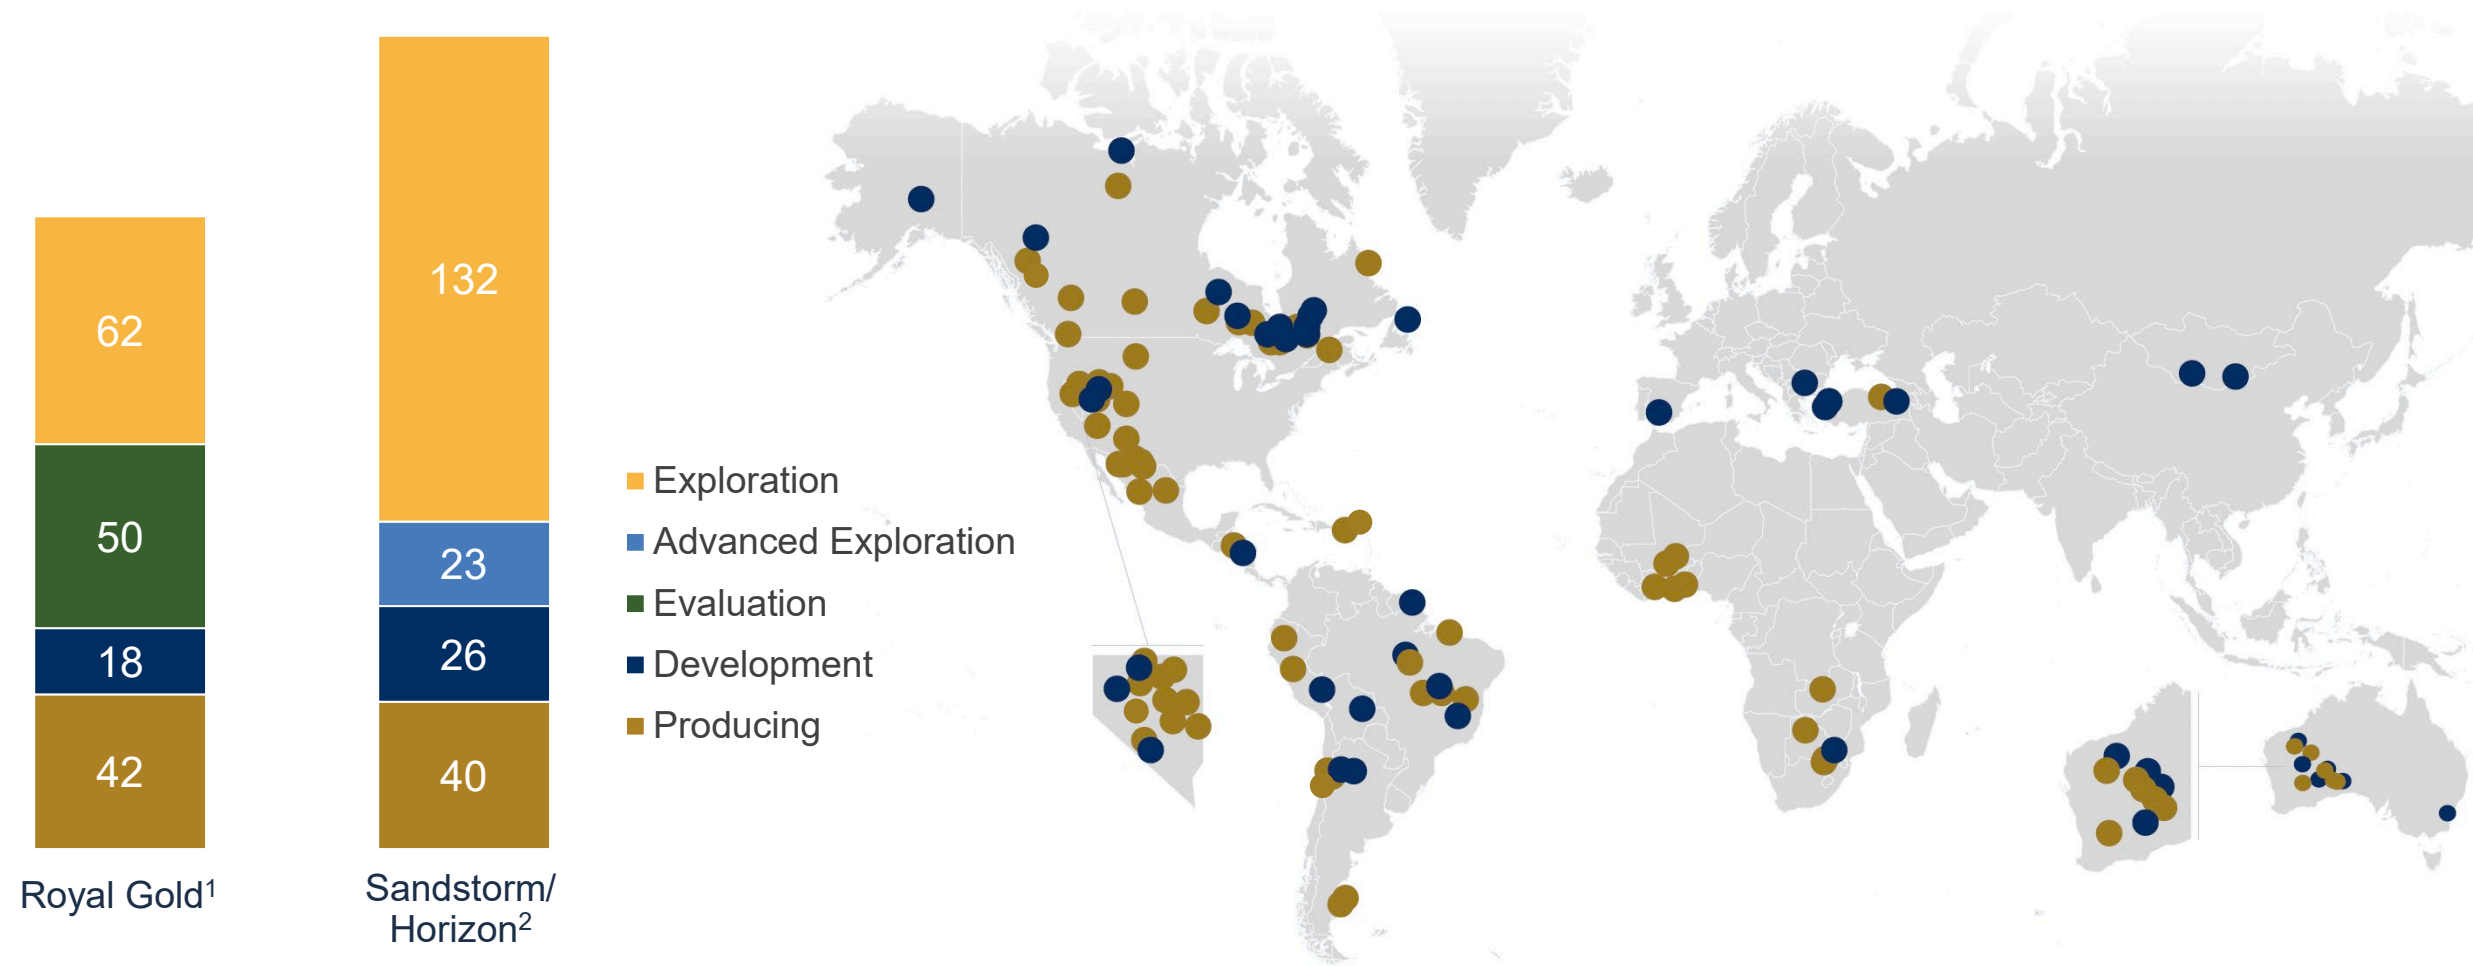 62
50
18
42
Royal Gold1
132
23
26
40
Sandstorm/
Horizon2
Exploration
Advanced Exploration
Evaluation
Development
Producing